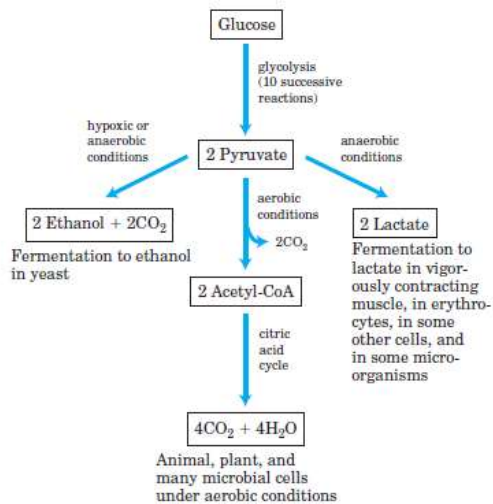 Glucose
glycolysis
(10 successive
reactions)
hypoxic or
anaerobic
conditions
2 Pyruvate
anaerobic
conditions
2 Ethanol + 2CO₂
Fermentation to ethanol
in yeast
aerobic
conditions
2CO₂
2 Lactate
Fermentation to
lactate in vigor-
ously contracting
muscle, in erythro-
cytes, in some
other cells, and
in some micro-
organisms
2 Acetyl-CoA
citric
acid
cycle
4CO₂ + 4H₂O
Animal, plant, and
many microbial cells
under aerobic conditions